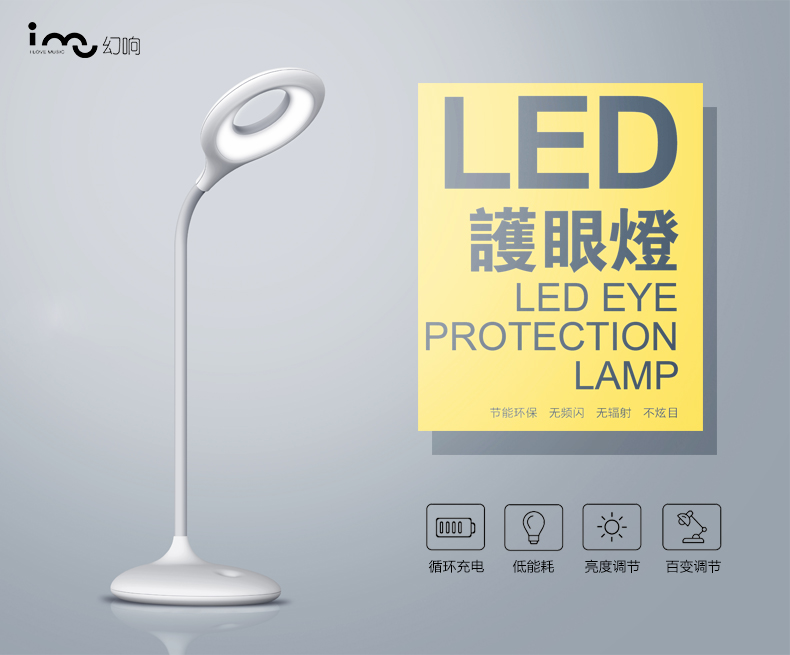 imu 幻响
I LOVE MUSIC
LED
護眼燈
LED EYE
PROTECTION
LAMP
节能环保 无频闪 无辐射 不炫目
循环充电 低能耗 亮度调节 百变调节